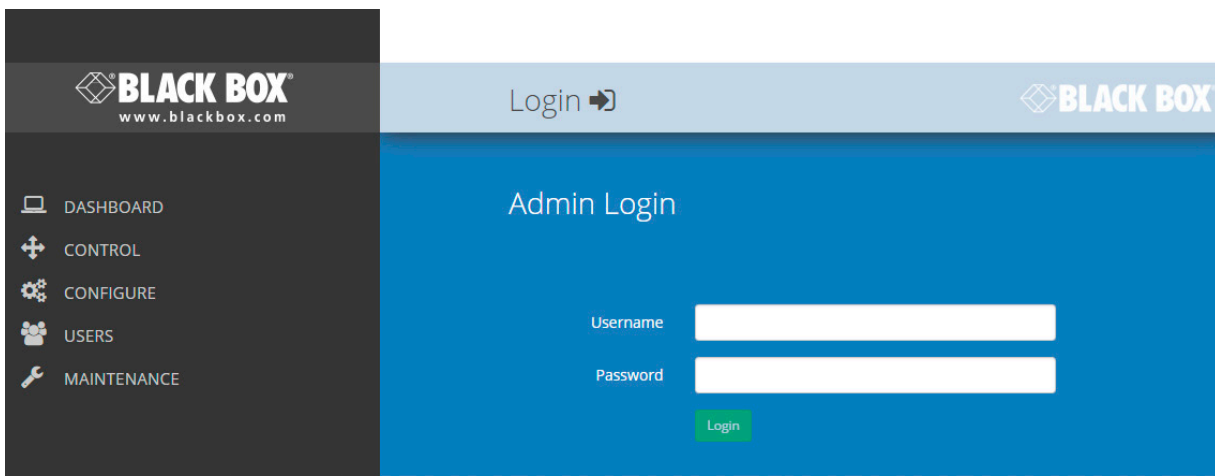 BLACK BOX®
www.blackbox.com
DASHBOARD
CONTROL
CONFIGURE
USERS
MAINTENANCE
Login
BLACK BOX
Admin Login
Username
Password
Login